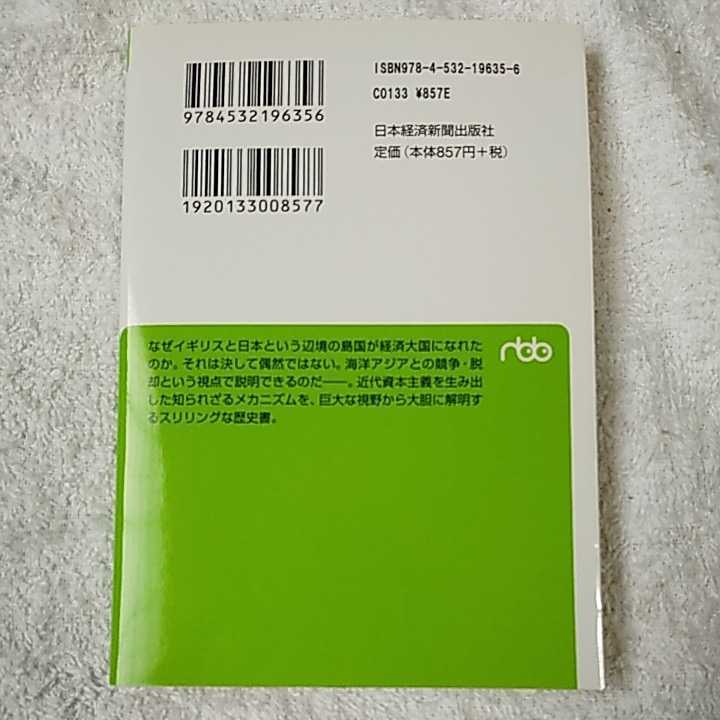 ISBN978-4-532-19635-6
C0133 ¥857E
9784532196356
日本経済新聞出版社
定価(本体857円+税)
1920133008577
なぜイギリスと日本という辺境の島国が経済大国になれた
のか。それは決して偶然ではない。海洋アジアとの競争・脱
却という視点で説明できるのだ――。近代資本主義を生み出
した知られざるメカニズムを、巨大な視野から大胆に解明す
るスリリングな歴史書。
nbb